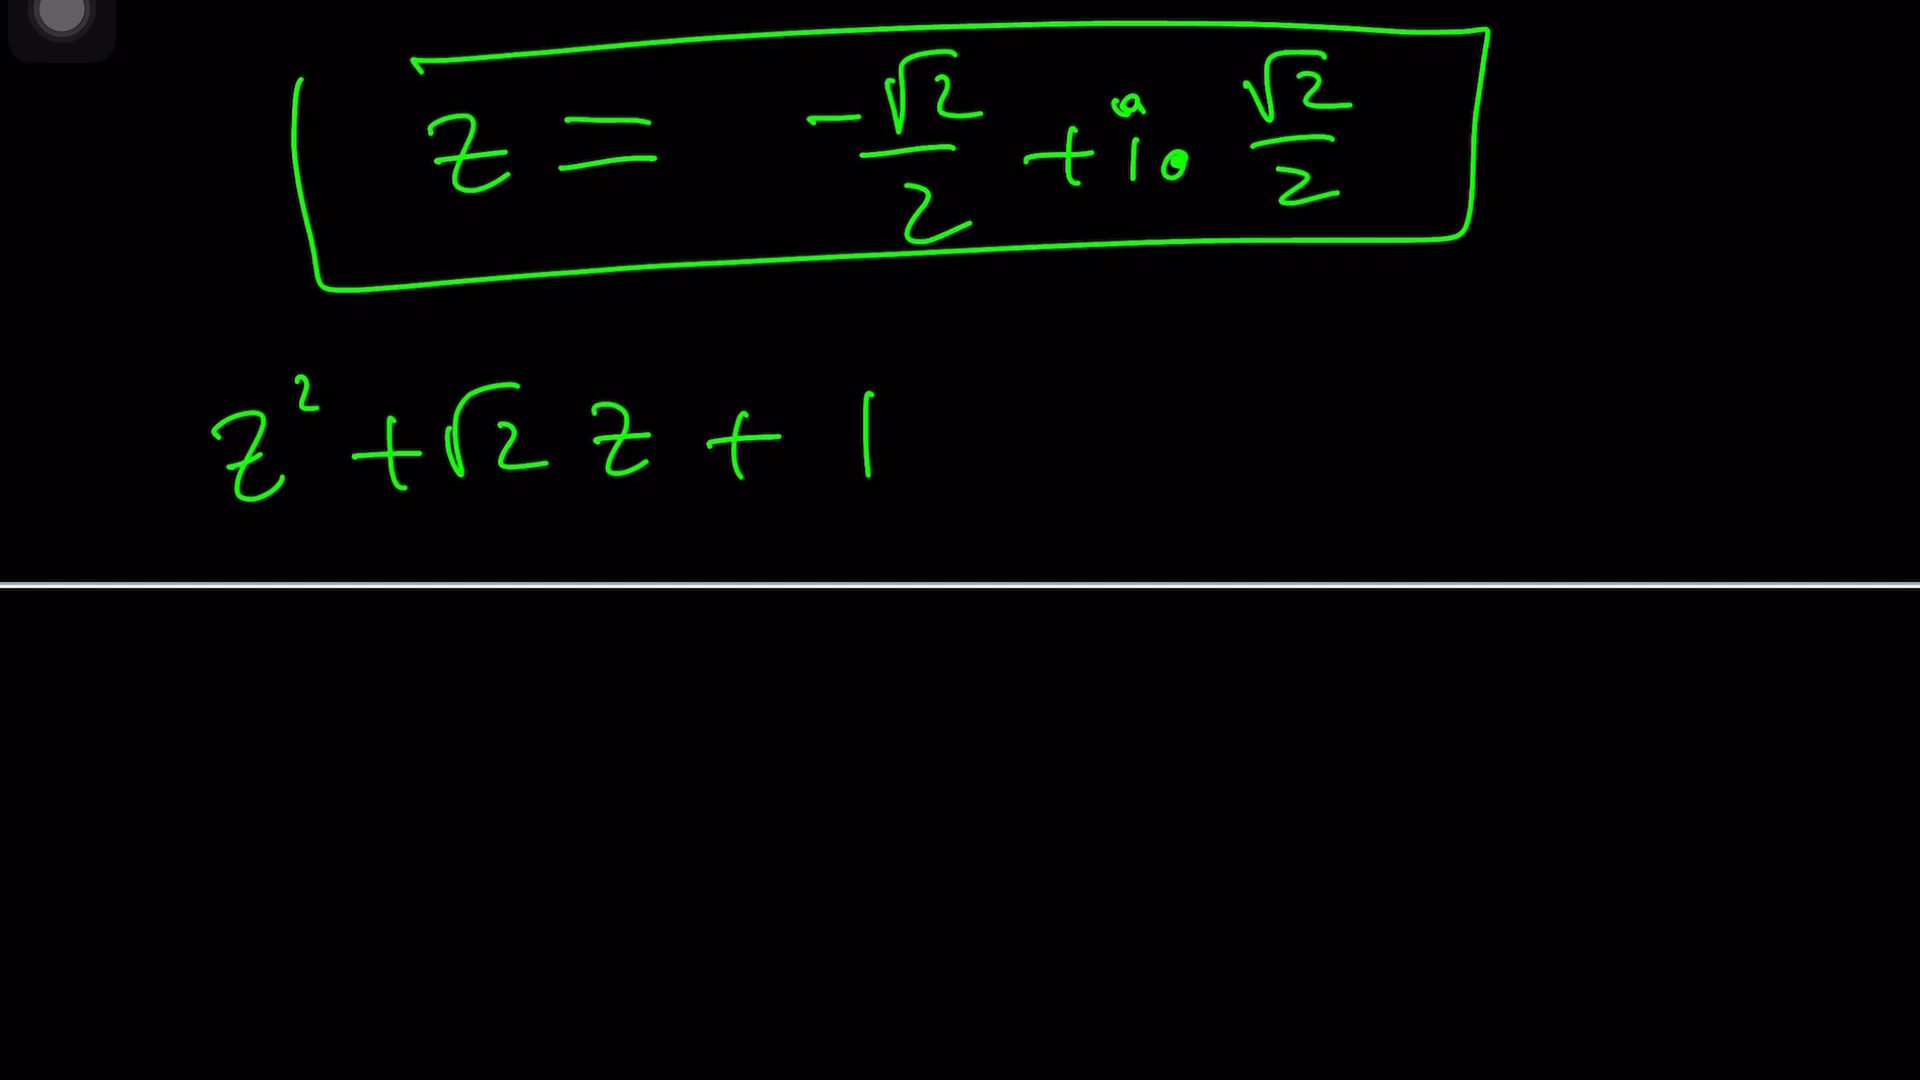 z = -√2/2 + i · √2/2
z² + √2 z + 1